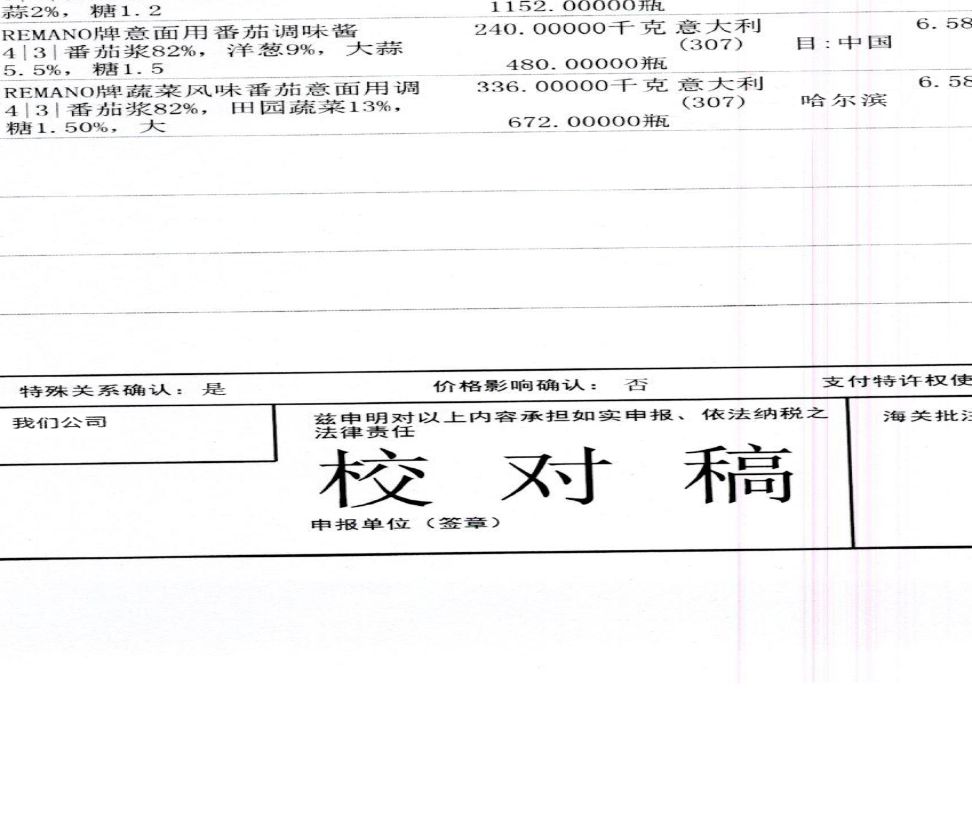 蒜2%, 糖1.2 1152.00000瓶
REMANO牌意面用番茄调味酱 240.00000千克 意大利 6.58
4|3|番茄浆82%, 洋葱9%, 大蒜 (307) 目:中国
5.5%, 糖1.5 480.00000瓶
REMANO牌蔬菜风味番茄意面用调 336.00000千克 意大利 6.58
4|3|番茄浆82%, 田园蔬菜13%, (307) 哈尔滨
糖1.50%, 大 672.00000瓶
特殊关系确认: 是 价格影响确认: 否 支付特许权使
我们公司 兹申明对以上内容承担如实申报、依法纳税之 海关批注
法律责任
校 对 稿
申报单位（签章）